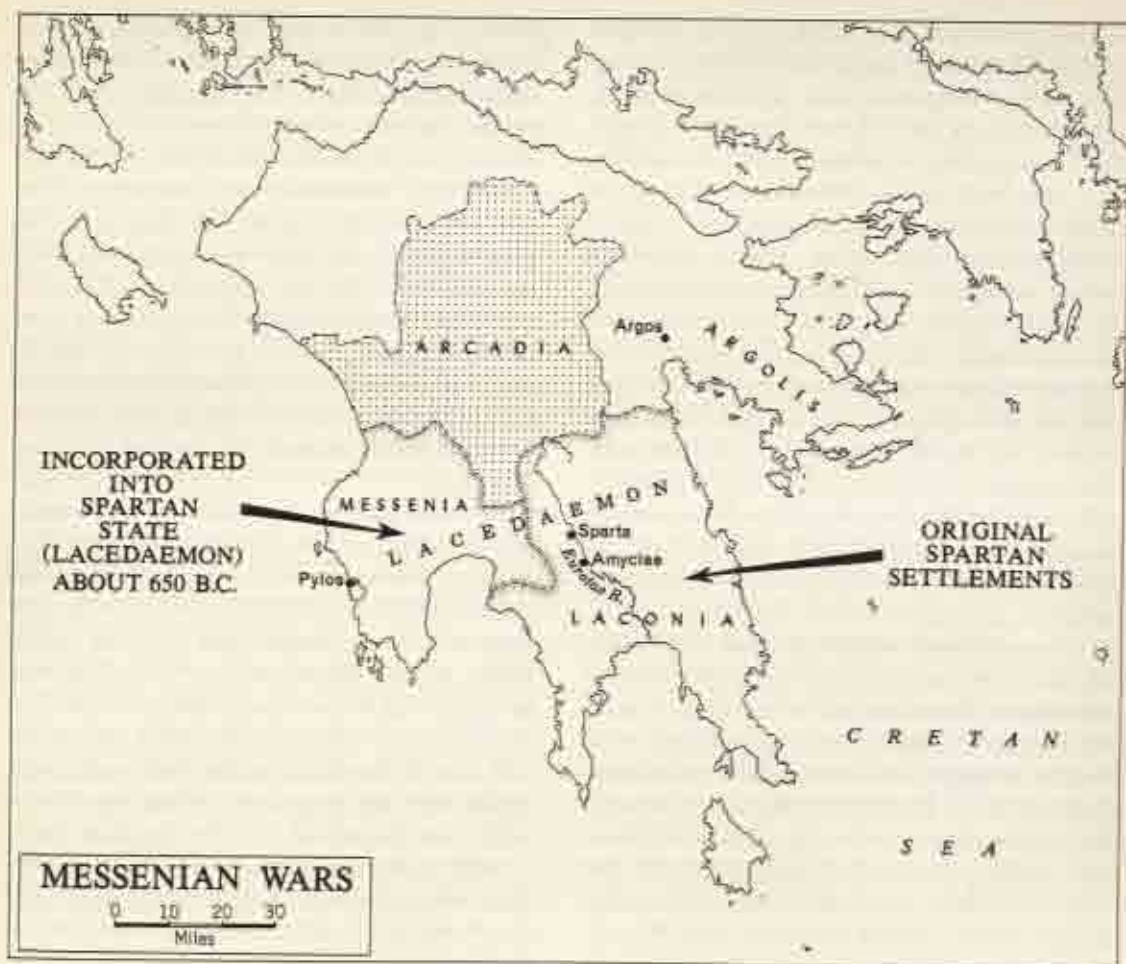 ARCADIA
Argos
ARGOLIS
INCORPORATED
INTO
SPARTAN
STATE
(LACEDAEMON)
ABOUT 650 B.C.
MESSENIA
LACEDAEMON
Sparta
Amyclae
Eurotas R.
Pylos
LACONIA
ORIGINAL
SPARTAN
SETTLEMENTS
CRETAN
SEA
MESSENIAN WARS
0 10 20 30
Miles